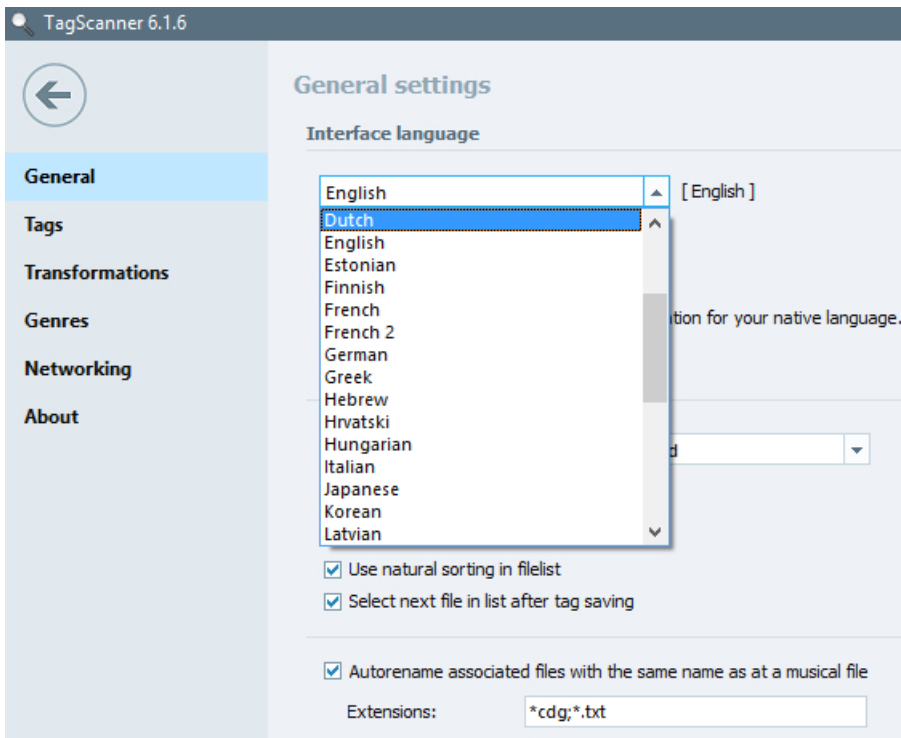 TagScanner 6.1.6
General settings
Interface language
General
Tags
Transformations
Genres
Networking
About
English
[ English ]
Dutch
English
Estonian
Finnish
French
French 2
German
Greek
Hebrew
Hrvatski
Hungarian
Italian
Japanese
Korean
Latvian
for your native language.
Use natural sorting in filelist
Select next file in list after tag saving
Autorename associated files with the same name as at a musical file
Extensions:
*cdg;*.txt